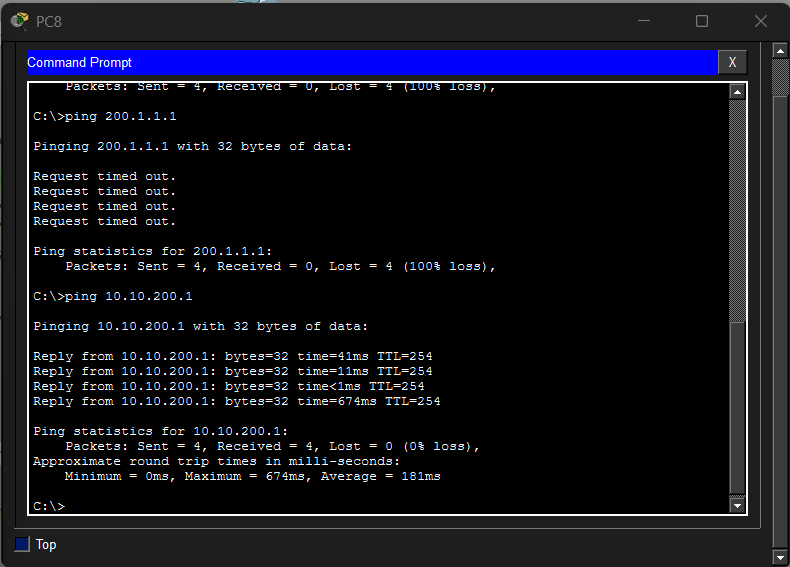 PC8
Command Prompt
X
Packets: Sent = 4, Received = 0, Lost = 4 (100% loss),
C:\>ping 200.1.1.1
Pinging 200.1.1.1 with 32 bytes of data:
Request timed out.
Request timed out.
Request timed out.
Request timed out.
Ping statistics for 200.1.1.1:
Packets: Sent = 4, Received = 0, Lost = 4 (100% loss),
C:\>ping 10.10.200.1
Pinging 10.10.200.1 with 32 bytes of data:
Reply from 10.10.200.1: bytes=32 time=41ms TTL=254
Reply from 10.10.200.1: bytes=32 time=11ms TTL=254
Reply from 10.10.200.1: bytes=32 time<1ms TTL=254
Reply from 10.10.200.1: bytes=32 time=674ms TTL=254
Ping statistics for 10.10.200.1:
Packets: Sent = 4, Received = 4, Lost = 0 (0% loss),
Approximate round trip times in milli-seconds:
Minimum = 0ms, Maximum = 674ms, Average = 181ms
C:\>
Top